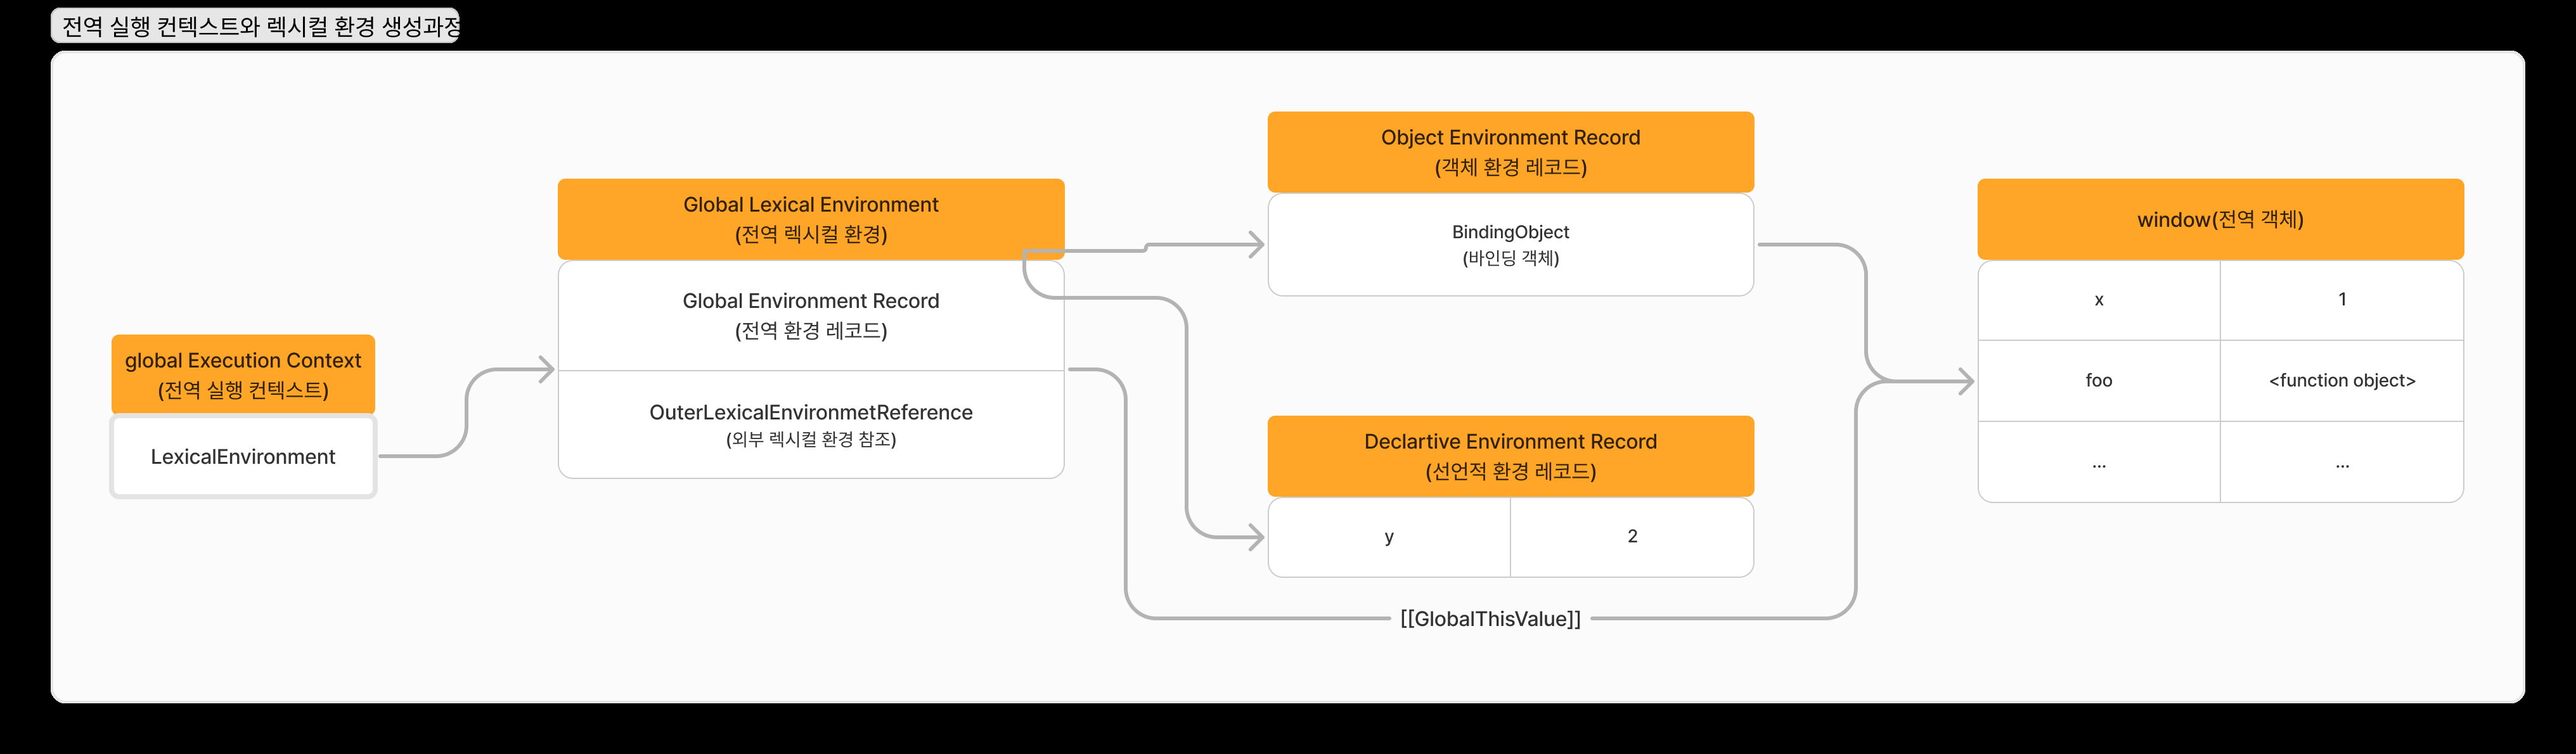 전역 실행 컨텍스트와 렉시컬 환경 생성과정
global Execution Context
(전역 실행 컨텍스트)
LexicalEnvironment
Global Lexical Environment
(전역 렉시컬 환경)
Global Environment Record
(전역 환경 레코드)
OuterLexicalEnvironmetReference
(외부 렉시컬 환경 참조)
Object Environment Record
(객체 환경 레코드)
BindingObject
(바인딩 객체)
Declartive Environment Record
(선언적 환경 레코드)
y 2
[[GlobalThisValue]]
window(전역 객체)
x 1
foo <function object>
... ...